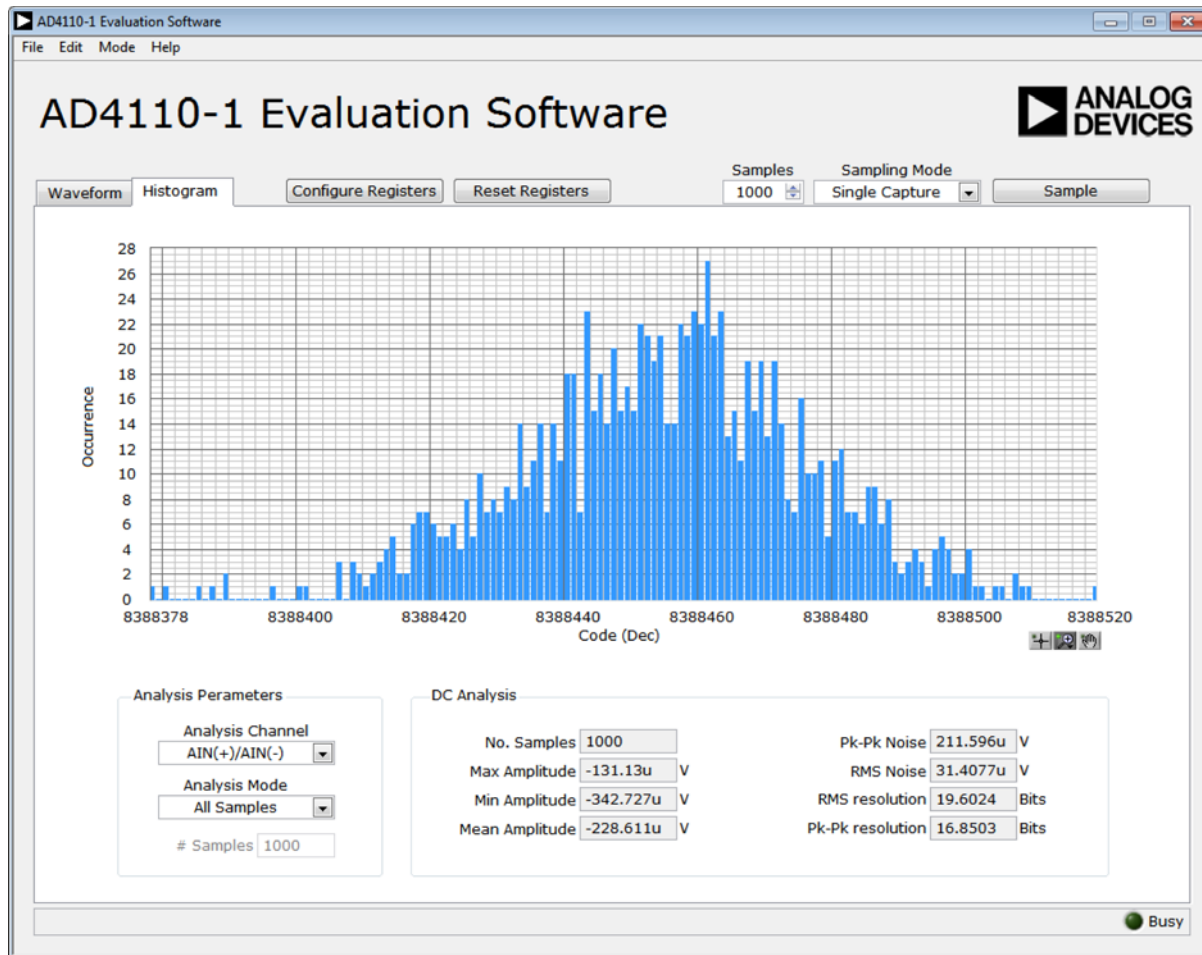 AD4110-1 Evaluation Software
File Edit Mode Help
AD4110-1 Evaluation Software
ANALOG
DEVICES
Samples
Sampling Mode
Waveform Histogram Configure Registers Reset Registers 1000 Single Capture Sample
28
26
24
22
20
18
16
14
12
10
8
6
4
2
0
Occurrence
8388378 8388400 8388420 8388440 8388460 8388480 8388500 8388520
Code (Dec)
Analysis Perameters
Analysis Channel
AIN(+)/AIN(-)
Analysis Mode
All Samples
# Samples 1000
DC Analysis
No. Samples 1000
Max Amplitude -131.13u V
Min Amplitude -342.727u V
Mean Amplitude -228.611u V
Pk-Pk Noise 211.596u V
RMS Noise 31.4077u V
RMS resolution 19.6024 Bits
Pk-Pk resolution 16.8503 Bits
Busy